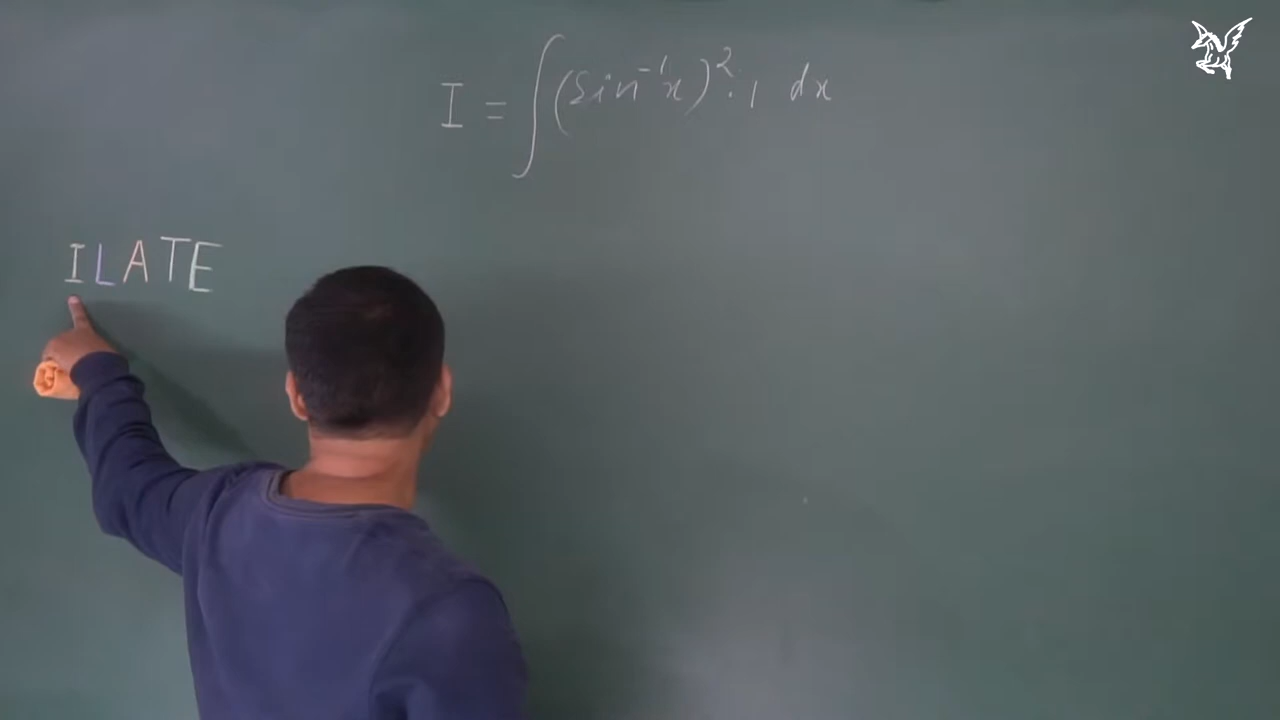 I = ∫(Sin⁻¹x)².1 dx
ILATE